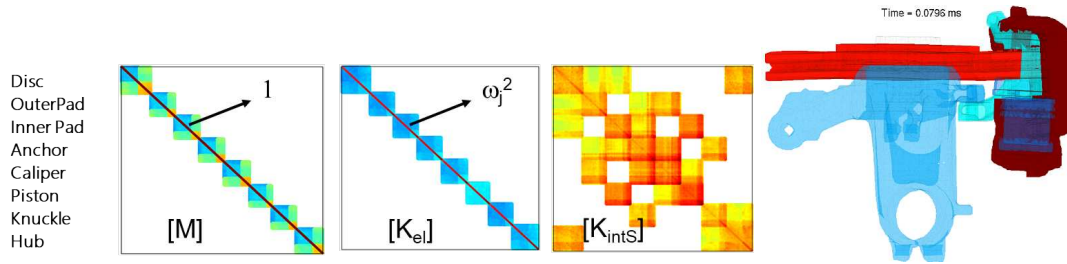 Time = 0.0796 ms
Disc
OuterPad
Inner Pad
Anchor
Caliper
Piston
Knuckle
Hub
1
[M]
ωj²
[Kel]
[KintS]